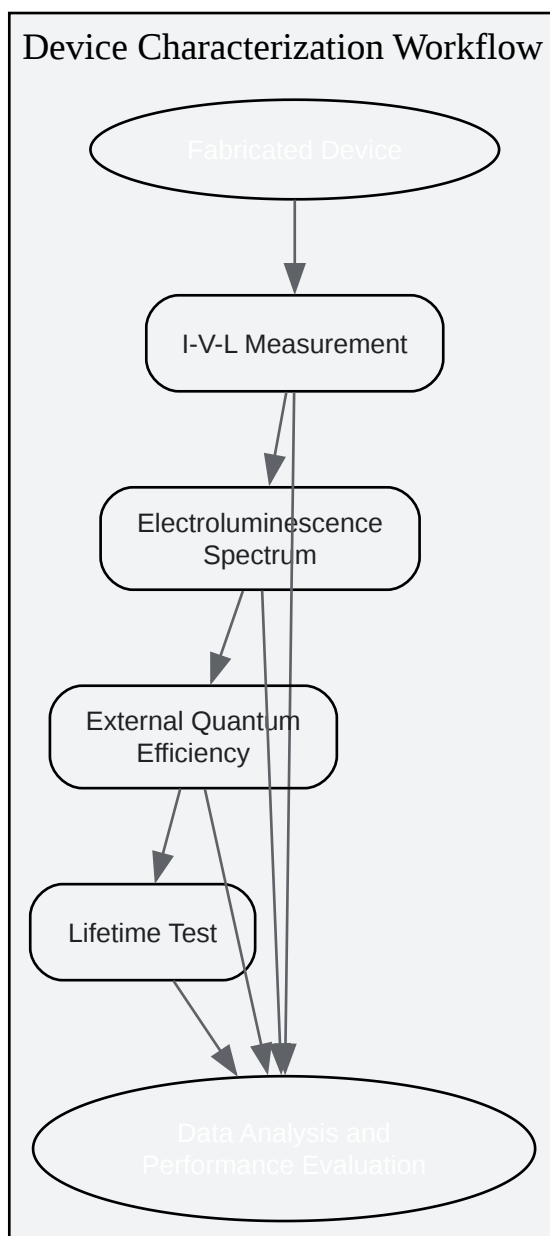 Device Characterization Workflow
Fabricated Device
I-V-L Measurement
Electroluminescence
Spectrum
External Quantum
Efficiency
Lifetime Test
Data Analysis and
Performance Evaluation